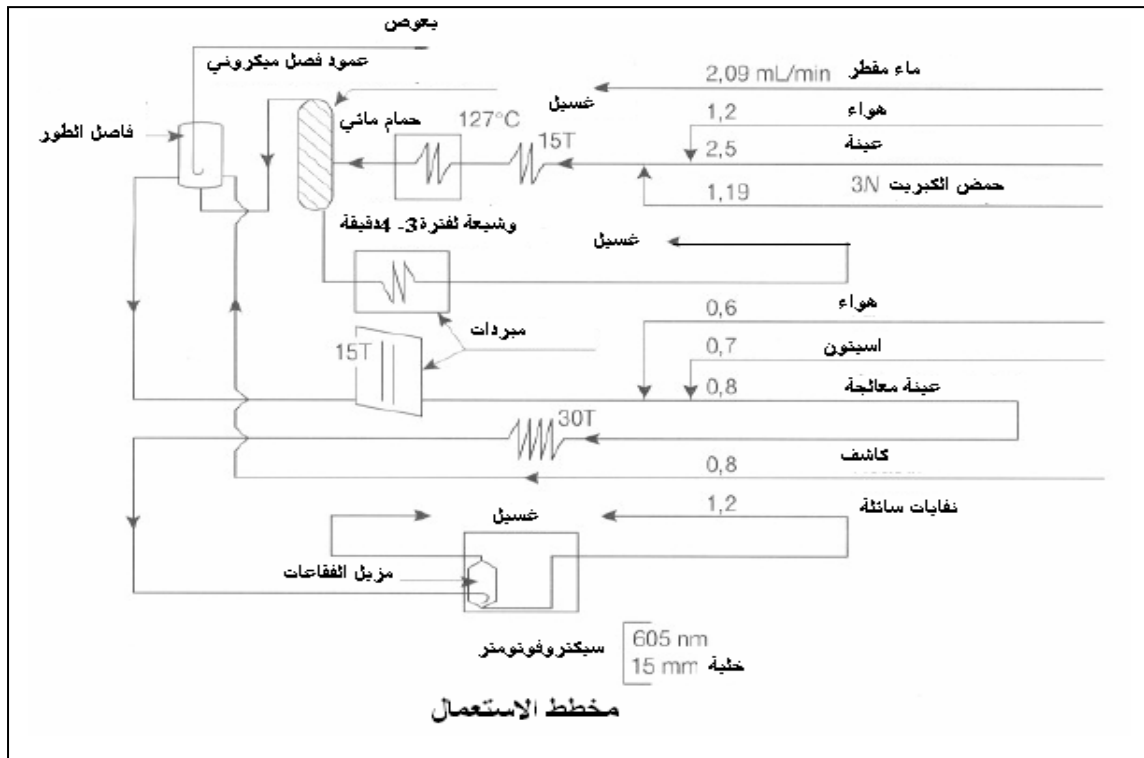 بعوض
عمود فصل ميكروني
فاصل الطور
حمام مائي
127°C
15T
غسيل
2,09 mL/min ماء مقطر
1,2 هواء
2,5 عينة
1,19 حمض الكبريت 3N
وشيعة لفترة 3-4دقيقة
غسيل
مبردات
15T
0,6 هواء
0,7 اسيتون
0,8 عينة معالجة
30T
0,8 كاشف
1,2 نفايات سائلة
غسيل
مزيل الفقاعات
سبكتروفوتومتر
605 nm
15 mm خلية
مخطط الاستعمال